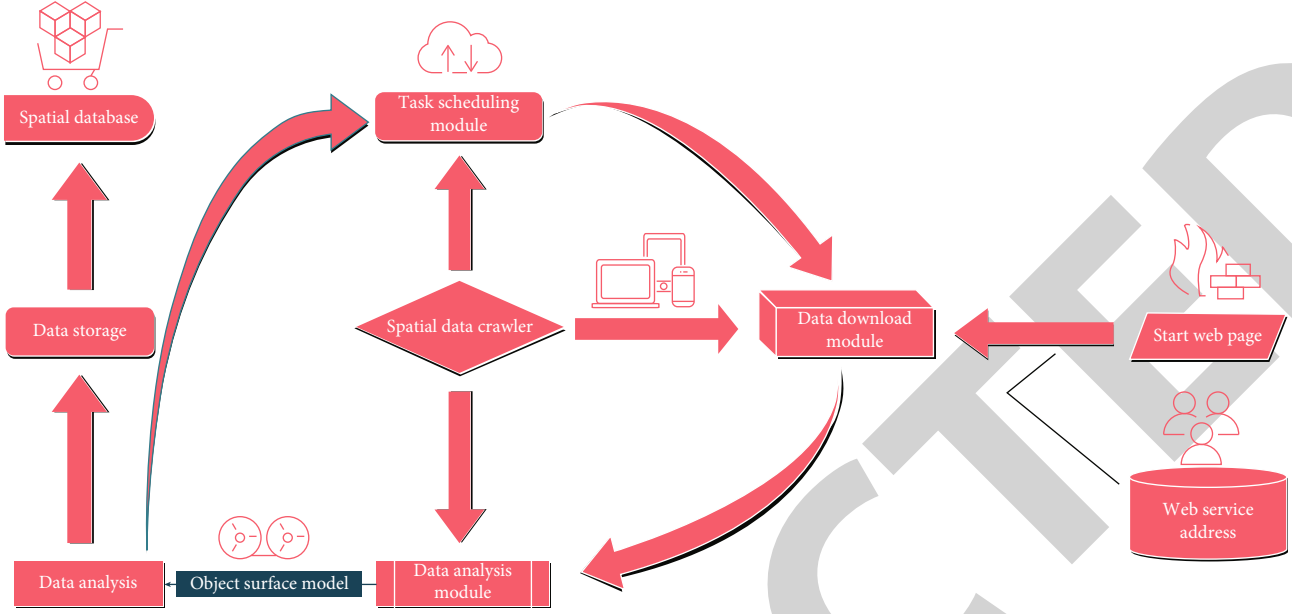 Spatial database
Task scheduling
module
Data storage
Spatial data crawler
Data download
module
Start web page
Web service
address
Data analysis
Object surface model
Data analysis
module